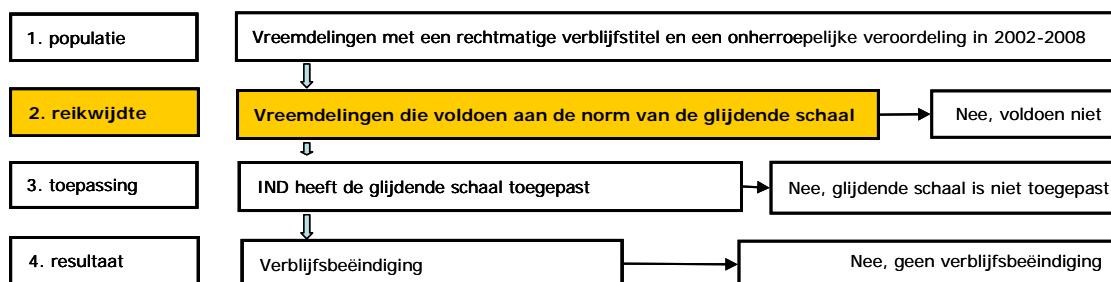 1. populatie
Vreemdelingen met een rechtmatige verblijfstitel en een onherroepelijke veroordeling in 2002-2008
2. reikwijdte
Vreemdelingen die voldoen aan de norm van de glijdende schaal
Nee, voldoen niet
3. toepassing
IND heeft de glijdende schaal toegepast
Nee, glijdende schaal is niet toegepast
4. resultaat
Verblijfsbeëindiging
Nee, geen verblijfsbeëindiging